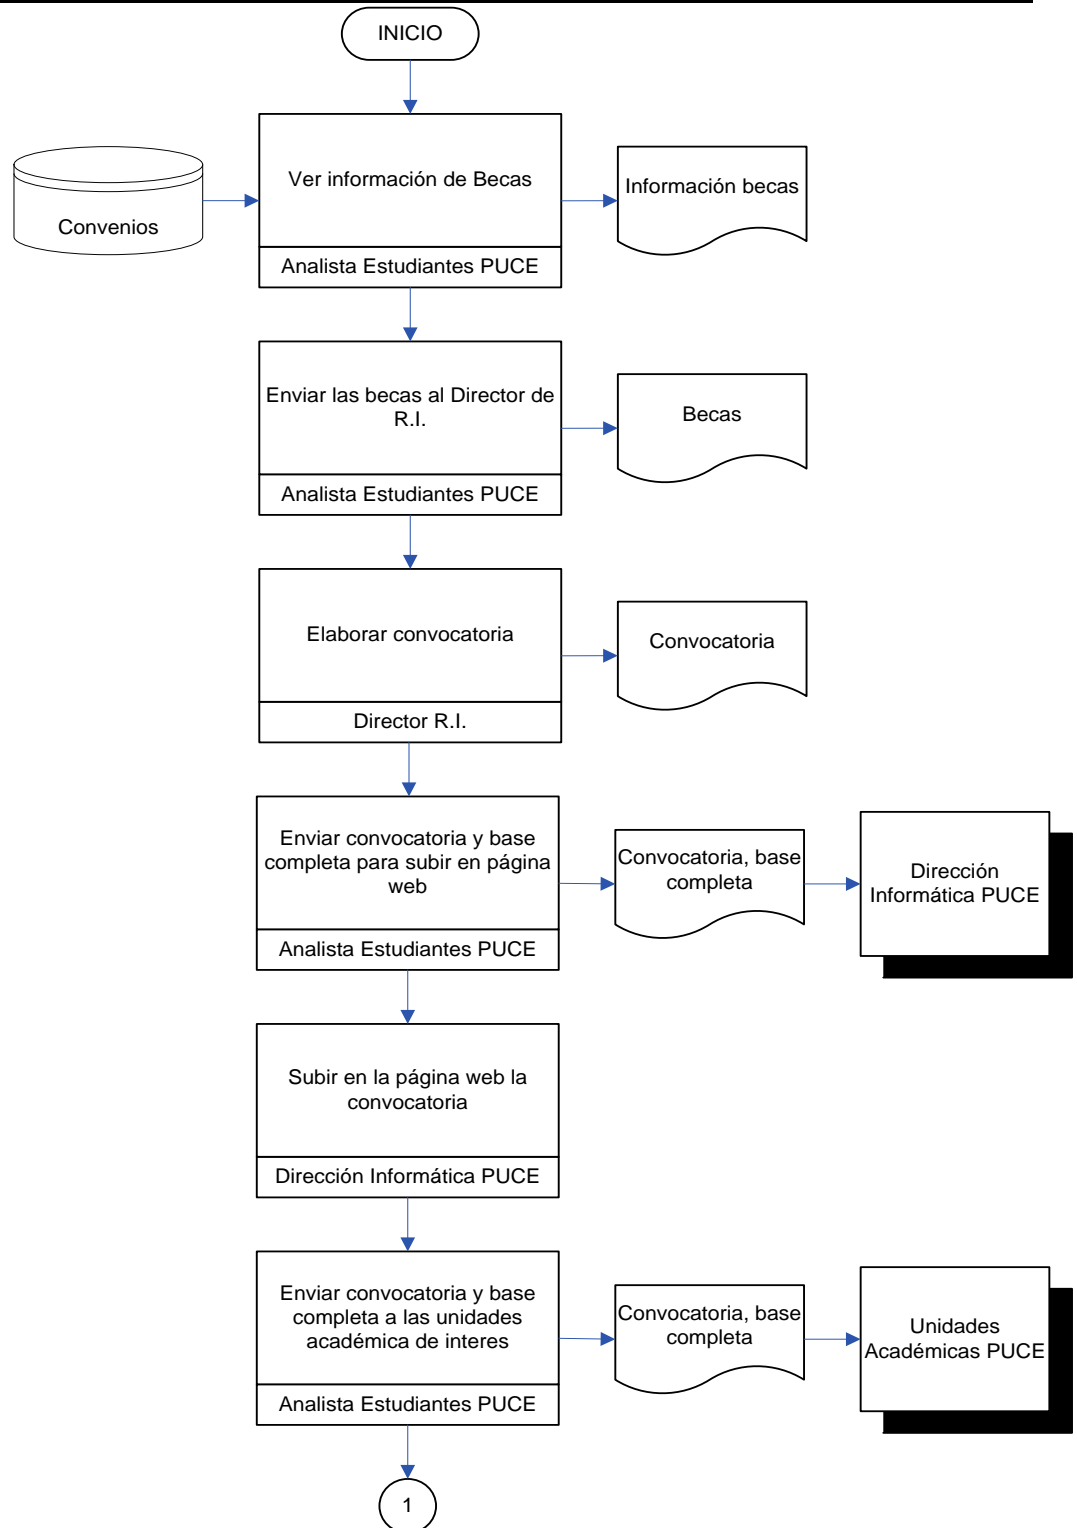 INICIO
Ver información de Becas
Información becas
Convenios
Analista Estudiantes PUCE
Enviar las becas al Director de
R.I.
Becas
Analista Estudiantes PUCE
Elaborar convocatoria
Convocatoria
Director R.I.
Enviar convocatoria y base
completa para subir en página
web
Convocatoria, base
completa
Dirección
Informática PUCE
Analista Estudiantes PUCE
Subir en la página web la
convocatoria
Dirección Informática PUCE
Enviar convocatoria y base
completa a las unidades
académica de interes
Convocatoria, base
completa
Unidades
Académicas PUCE
Analista Estudiantes PUCE
1